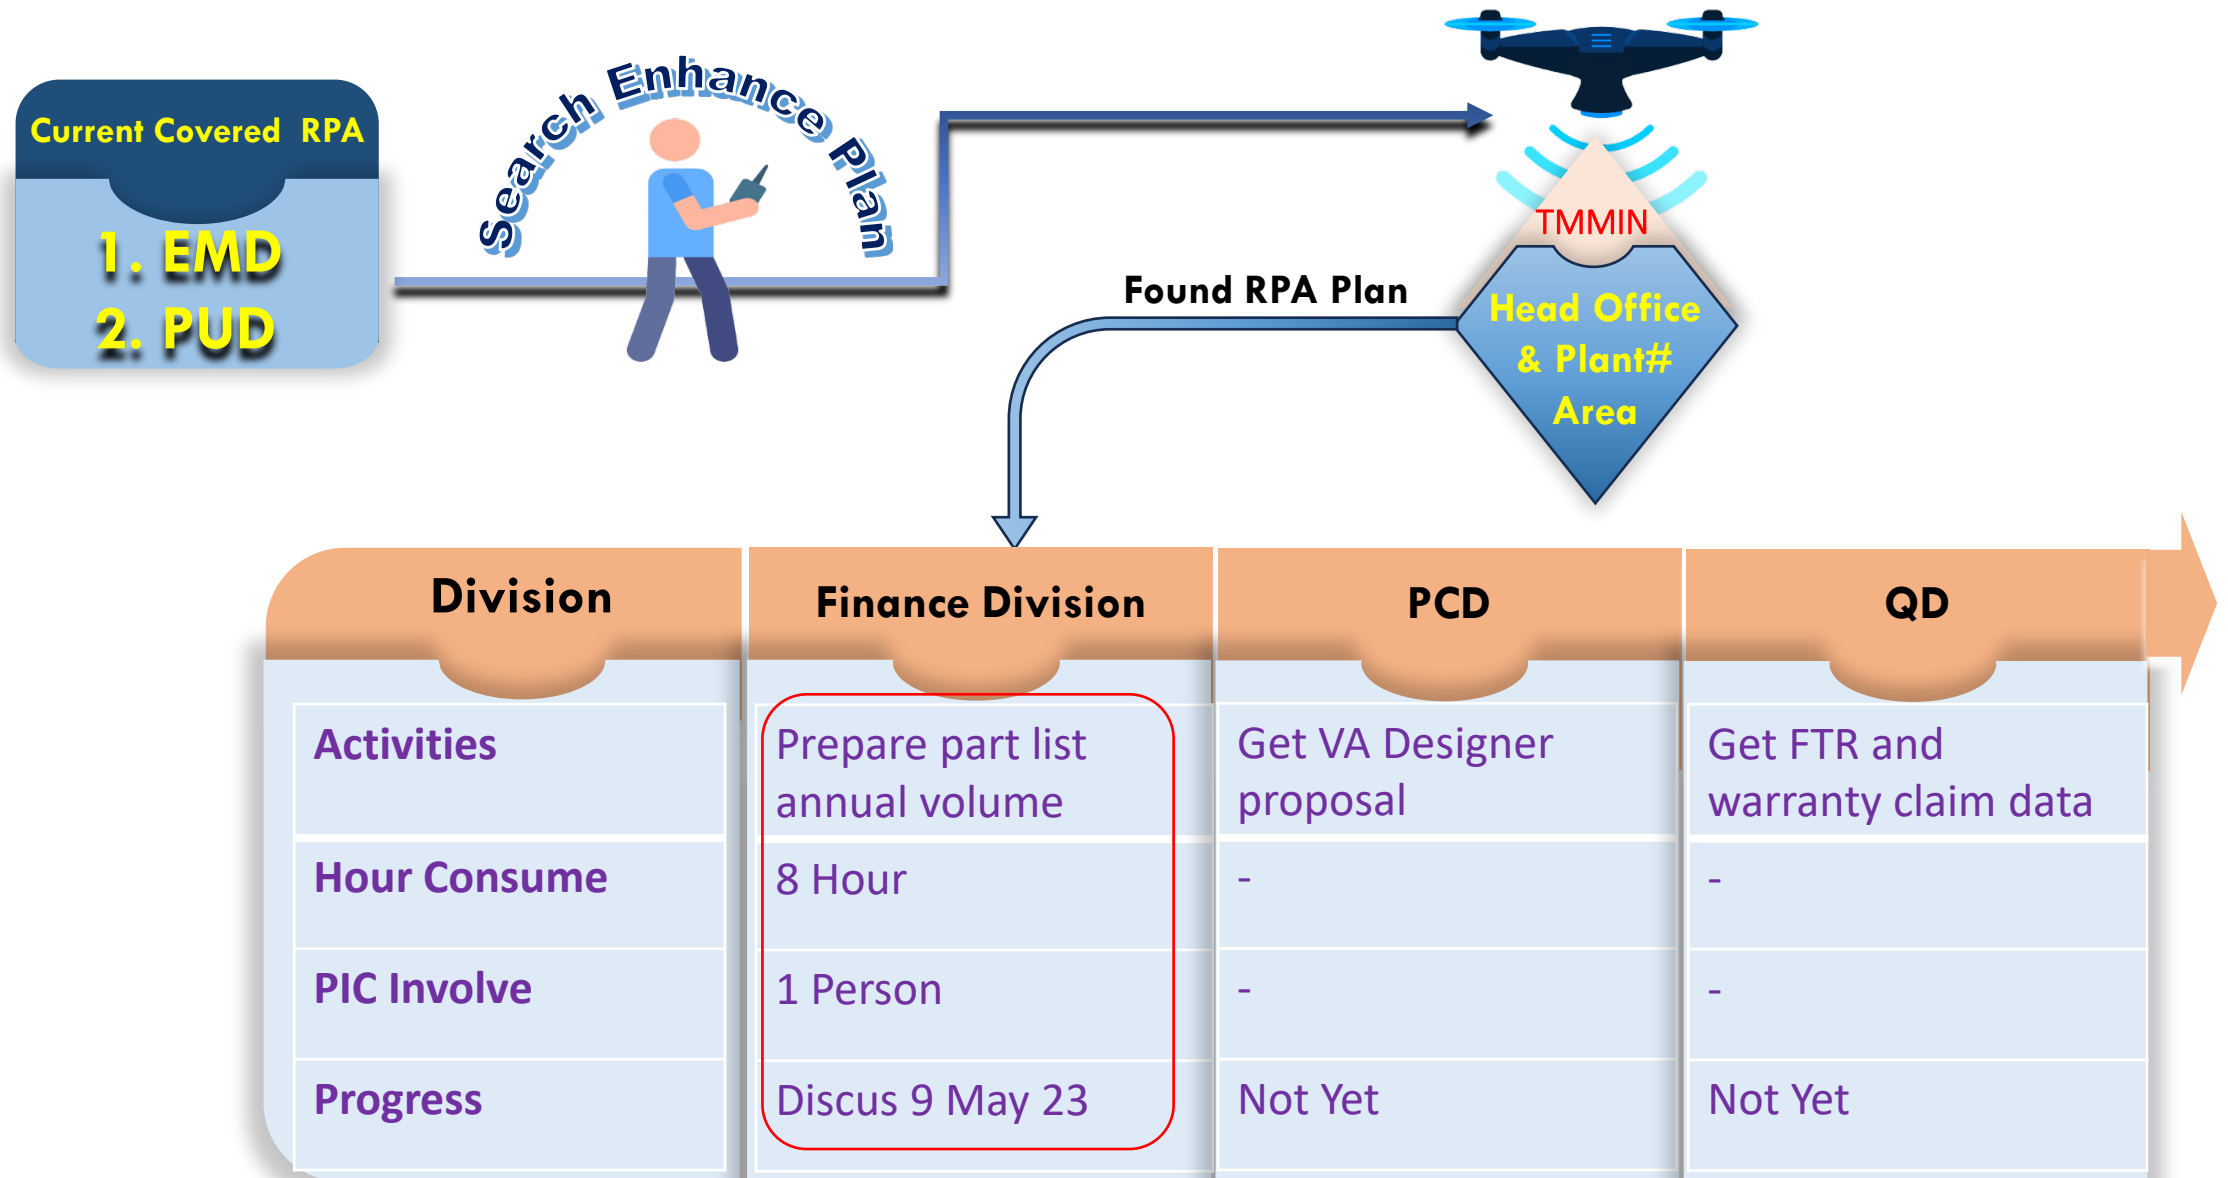 Current Covered RPA
1. EMD
2. PUD
Search Enhance Plan
TMMIN
Head Office
& Plant#
Area
Found RPA Plan
Division
Finance Division
PCD
QD
Activities
Prepare part list
annual volume
Get VA Designer
proposal
Get FTR and
warranty claim data
Hour Consume
8 Hour
-
-
PIC Involve
1 Person
-
-
Progress
Discus 9 May 23
Not Yet
Not Yet